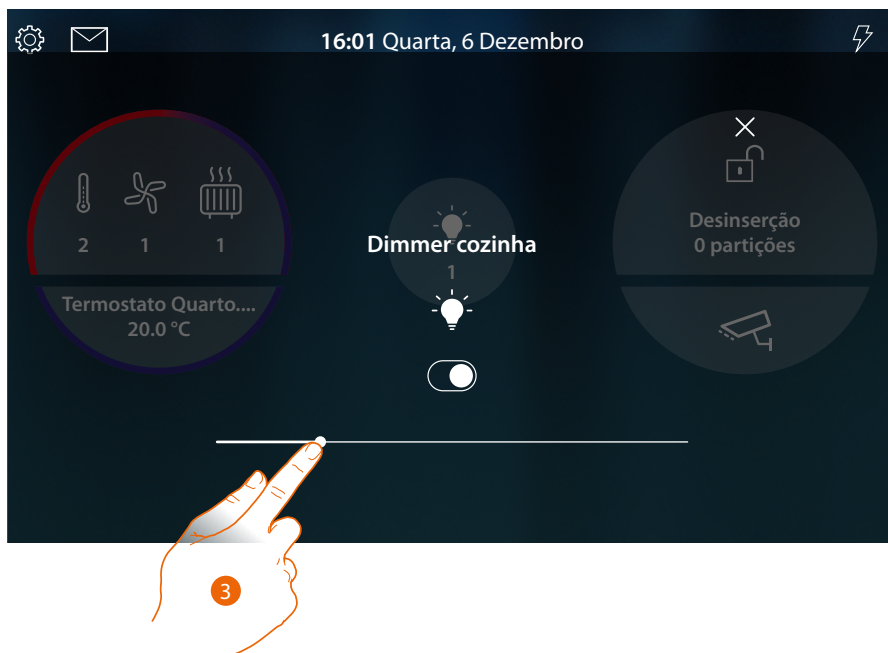 16:01 Quarta, 6 Dezembro
2 1 1
Termostato Quarto....
20.0 °C
Dimmer cozinha
1
Desinserção
0 partições
3